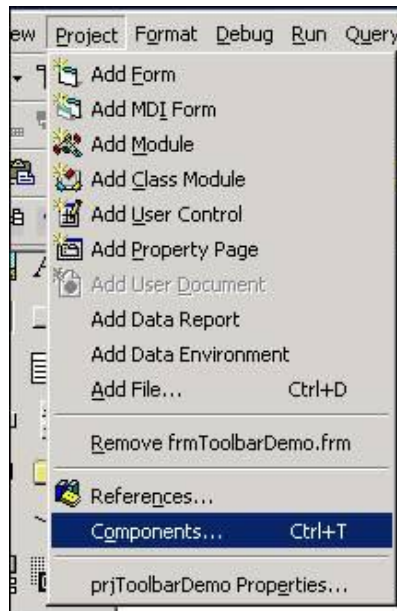 ew Project Format Debug Run Query
Add Form
Add MDI Form
Add Module
Add Class Module
Add User Control
Add Property Page
Add User Document
Add Data Report
Add Data Environment
Add File... Ctrl+D
Remove frmToolbarDemo.frm
References...
Components... Ctrl+T
prjToolbarDemo Properties...